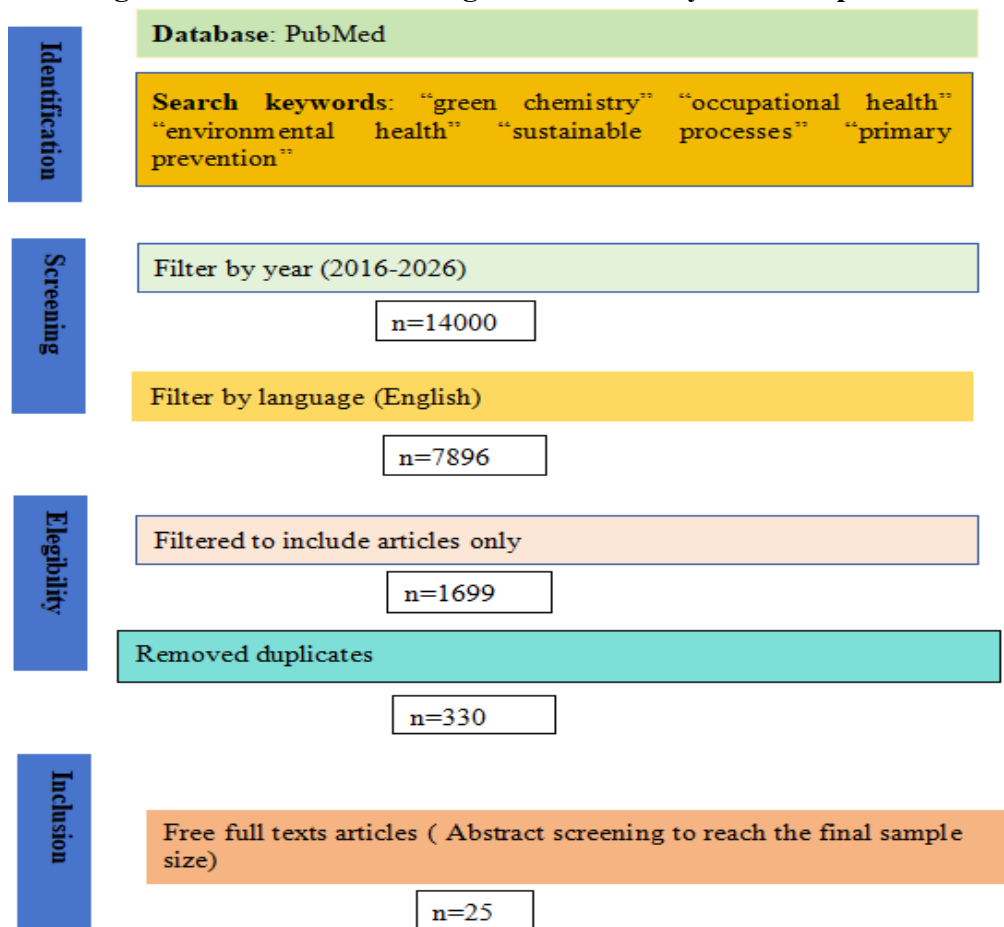 Identification
Database: PubMed
Search keywords: “green chemistry” “occupational health”
“environmental health” “sustainable processes” “primary
prevention”
Screening
Filter by year (2016-2026)
n=14000
Filter by language (English)
n=7896
Elegibility
Filtered to include articles only
n=1699
Removed duplicates
n=330
Inclusion
Free full texts articles ( Abstract screening to reach the final sample
size)
n=25